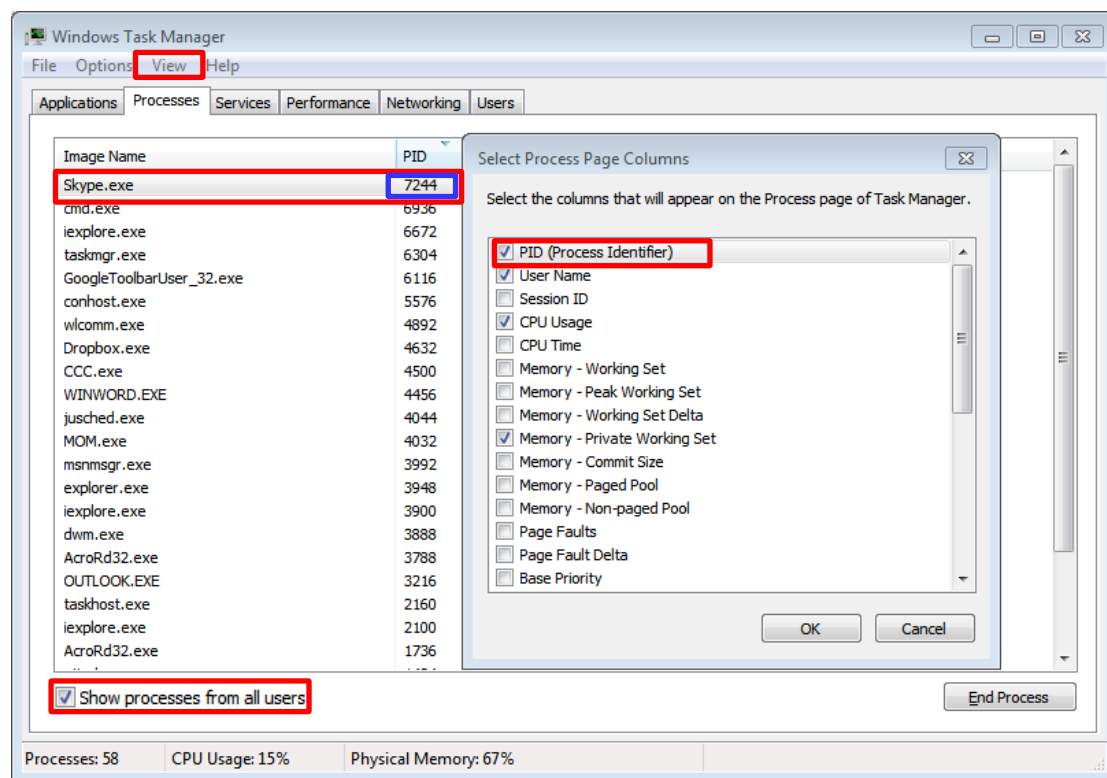 Windows Task Manager
File Options View Help
Applications Processes Services Performance Networking Users
Image Name PID
Skype.exe 7244
cmd.exe 6936
iexplore.exe 6672
taskmgr.exe 6304
GoogleToolbarUser_32.exe 6116
conhost.exe 5576
wlcomm.exe 4892
Dropbox.exe 4632
CCC.exe 4500
WINWORD.EXE 4456
jusched.exe 4044
MOM.exe 4032
msnmsgr.exe 3992
explorer.exe 3948
iexplore.exe 3900
dwm.exe 3888
AcroRd32.exe 3788
OUTLOOK.EXE 3216
taskhost.exe 2160
iexplore.exe 2100
AcroRd32.exe 1736
Select Process Page Columns
Select the columns that will appear on the Process page of Task Manager.
PID (Process Identifier)
User Name
Session ID
CPU Usage
CPU Time
Memory - Working Set
Memory - Peak Working Set
Memory - Working Set Delta
Memory - Private Working Set
Memory - Commit Size
Memory - Paged Pool
Memory - Non-paged Pool
Page Faults
Page Fault Delta
Base Priority
OK Cancel
Show processes from all users
End Process
Processes: 58 CPU Usage: 15% Physical Memory: 67%